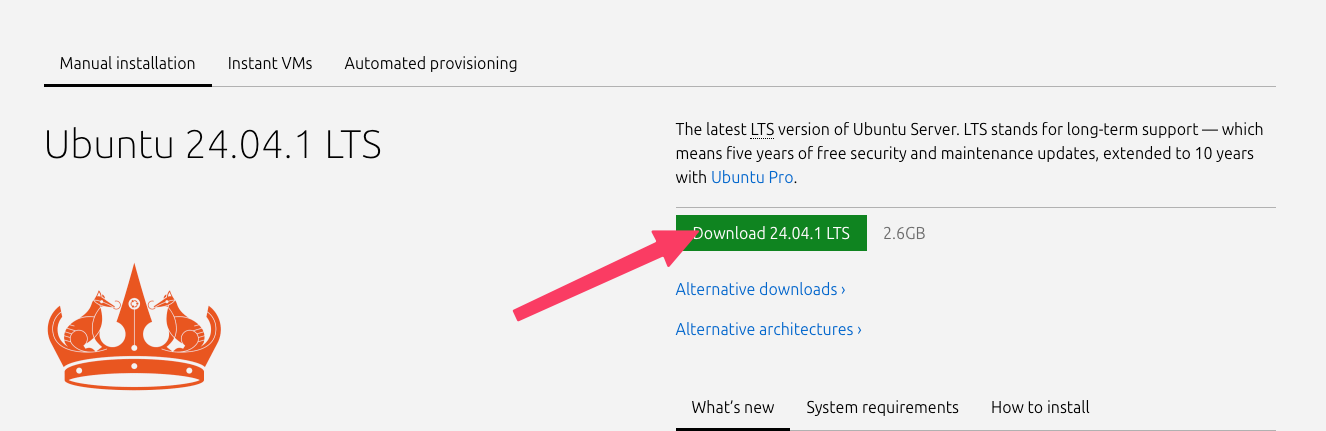 Manual installation Instant VMs Automated provisioning
Ubuntu 24.04.1 LTS
The latest LTS version of Ubuntu Server. LTS stands for long-term support — which
means five years of free security and maintenance updates, extended to 10 years
with Ubuntu Pro.
Download 24.04.1 LTS 2.6GB
Alternative downloads ›
Alternative architectures ›
What's new System requirements How to install